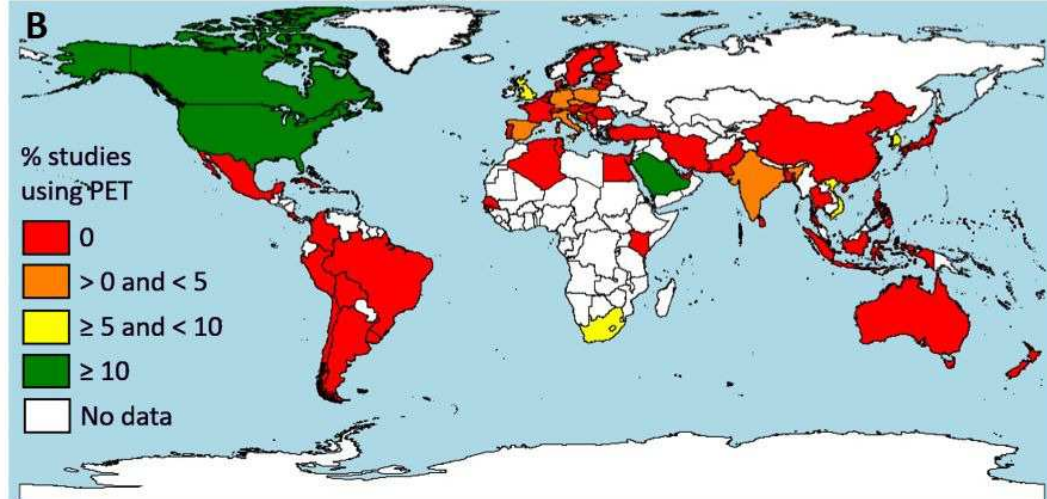 B
% studies
using PET
0
> 0 and < 5
≥ 5 and < 10
≥ 10
No data